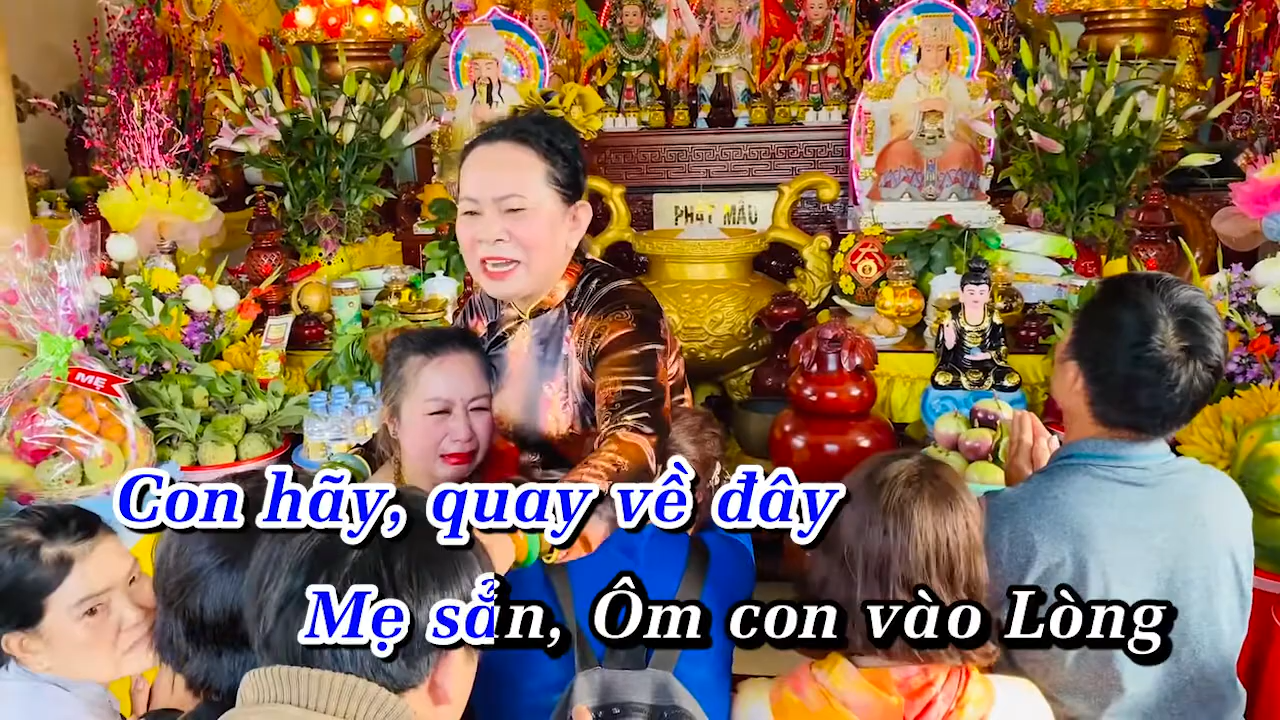 PHẬT MẪU
MẸ
Con hãy, quay về đây
Mẹ sẳn, Ôm con vào Lòng